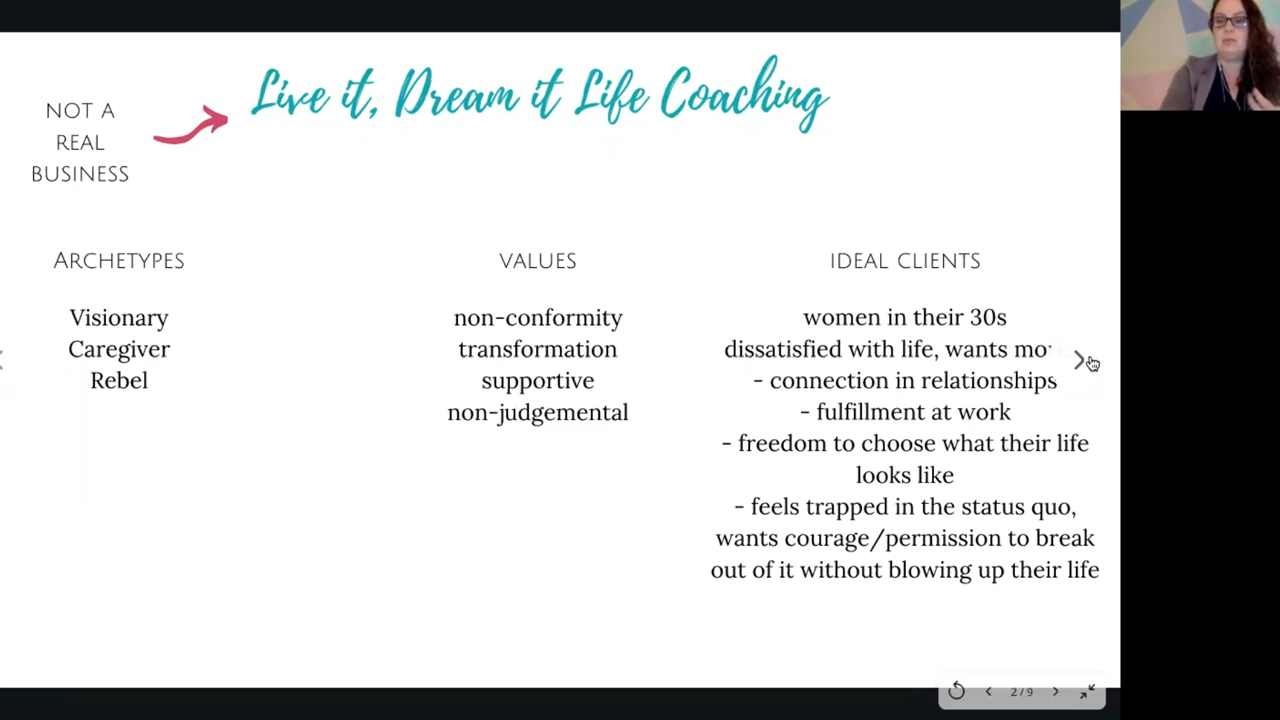 Live it, Dream it Life Coaching
NOT A
REAL
BUSINESS
ARCHETYPES
Visionary
Caregiver
Rebel
VALUES
non-conformity
transformation
supportive
non-judgemental
IDEAL CLIENTS
women in their 30s
dissatisfied with life, wants
- connection in relationships
- fulfillment at work
- freedom to choose what their life
looks like
- feels trapped in the status quo,
wants courage/permission to break
out of it without blowing up their life
2/9